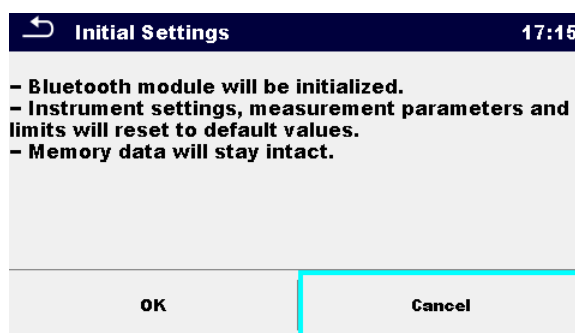 Initial Settings 17:15
– Bluetooth module will be initialized.
– Instrument settings, measurement parameters and
limits will reset to default values.
– Memory data will stay intact.
OK Cancel